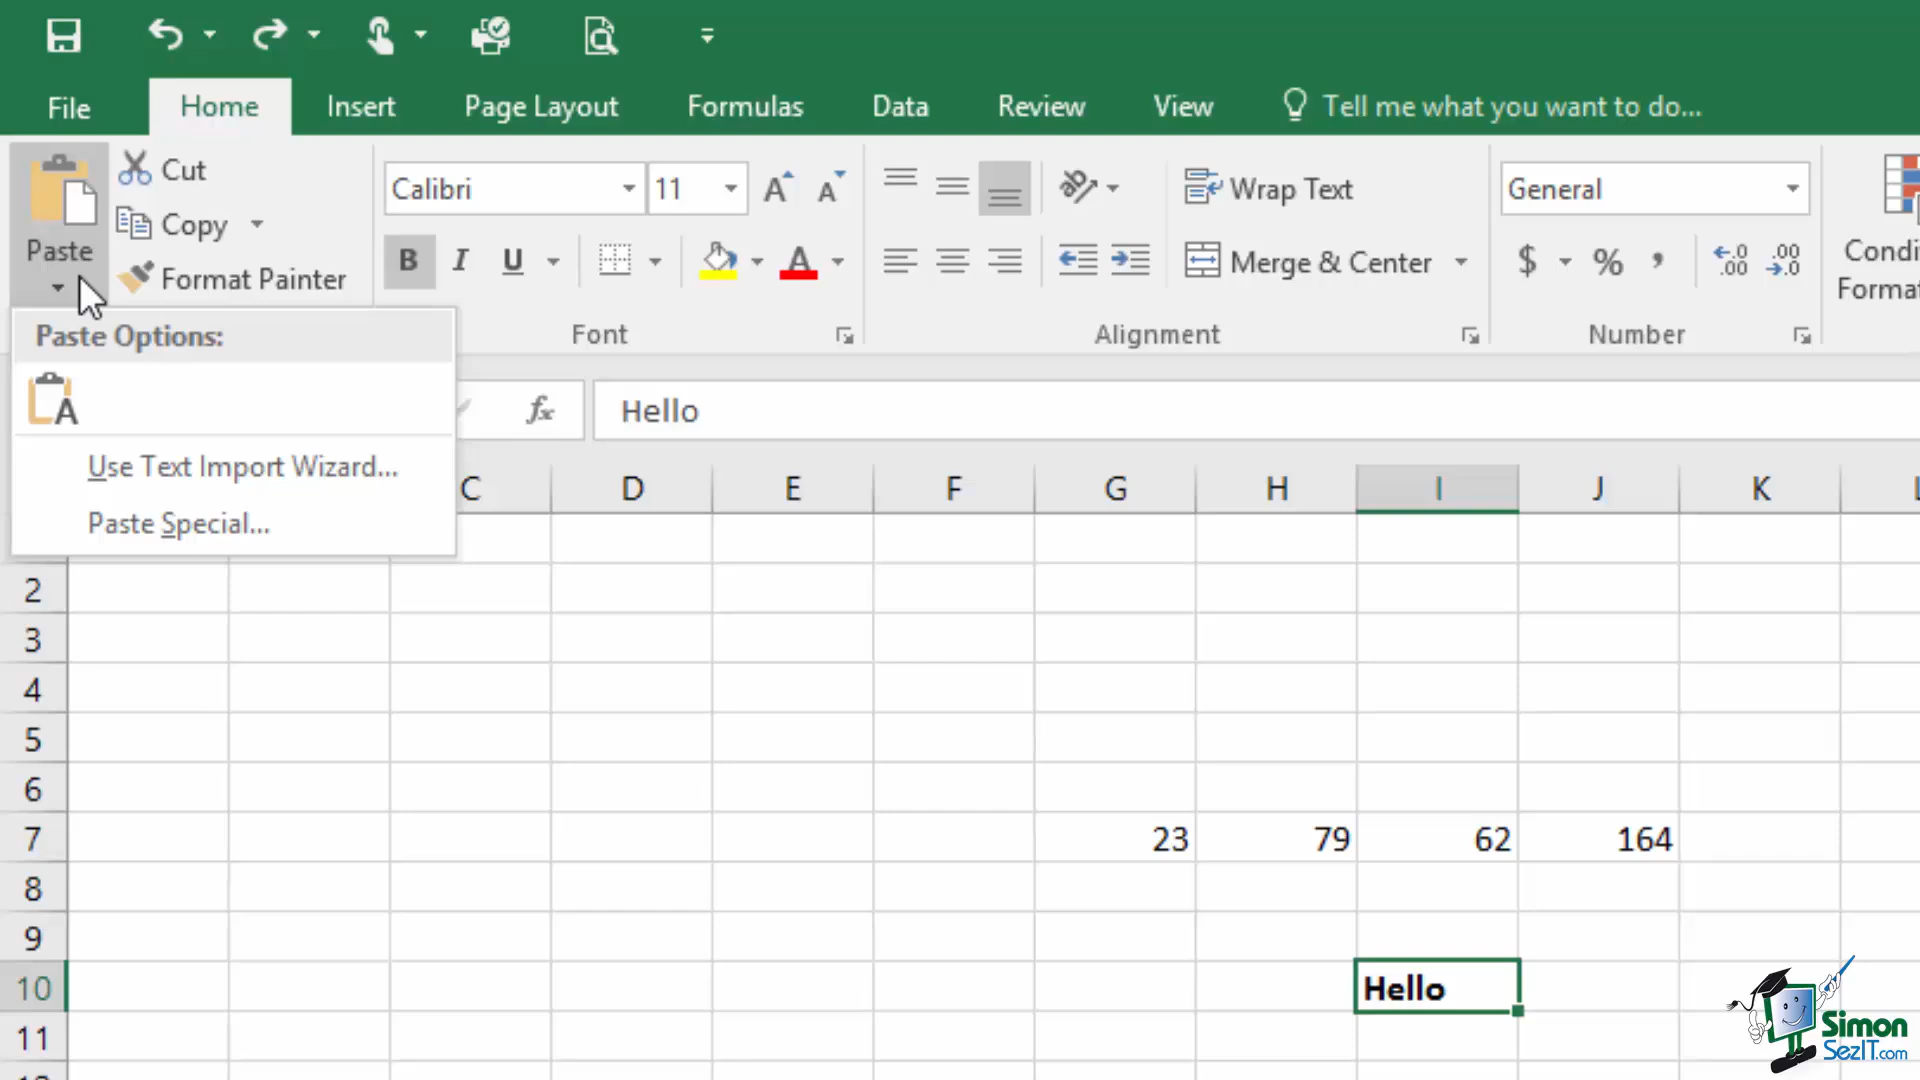 File Home Insert Page Layout Formulas Data Review View Tell me what you want to do...
Paste
Cut
Copy
Format Painter
Calibri 11
B I U
Font
Wrap Text
Merge & Center
Alignment
General
$ % ,
Number
Condi
Format
Paste Options:
Use Text Import Wizard...
Paste Special...
fx Hello
C D E F G H I J K L
2
3
4
5
6
7 23 79 62 164
8
9
10 Hello
11
Simon
SezIT.com